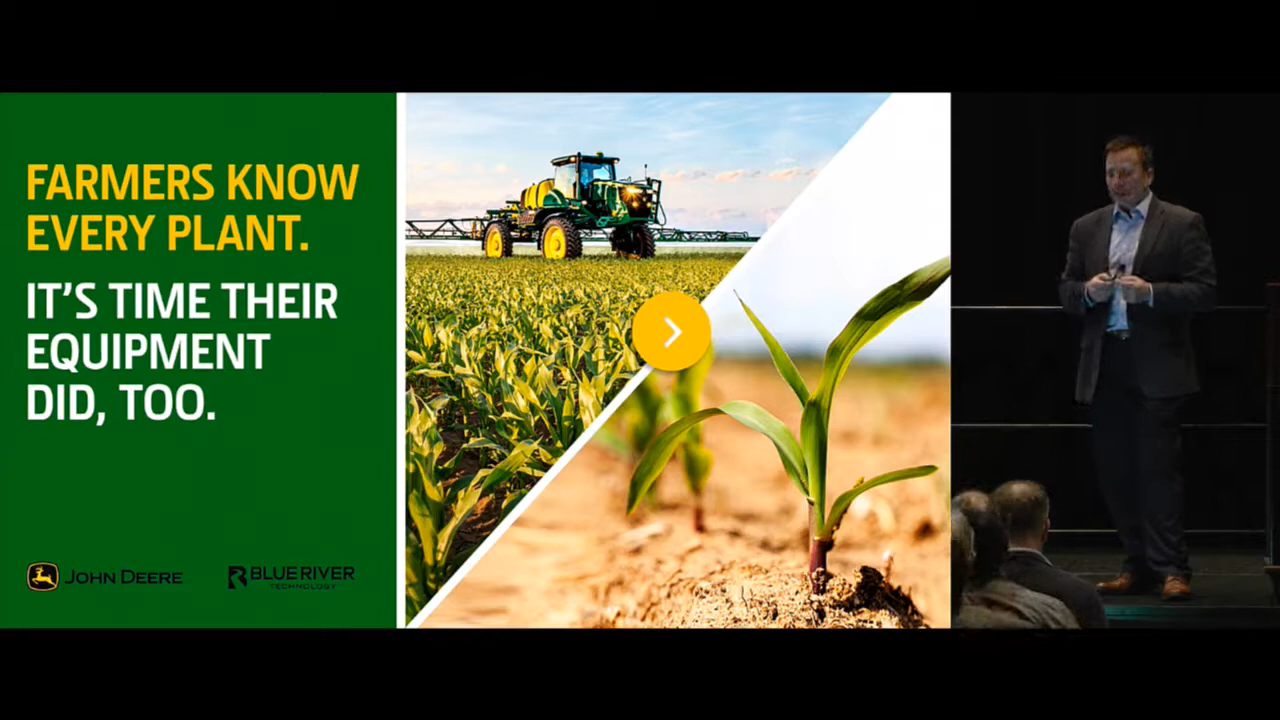 FARMERS KNOW
EVERY PLANT.
IT'S TIME THEIR
EQUIPMENT
DID, TOO.
JOHN DEERE
BLUE RIVER
TECHNOLOGY